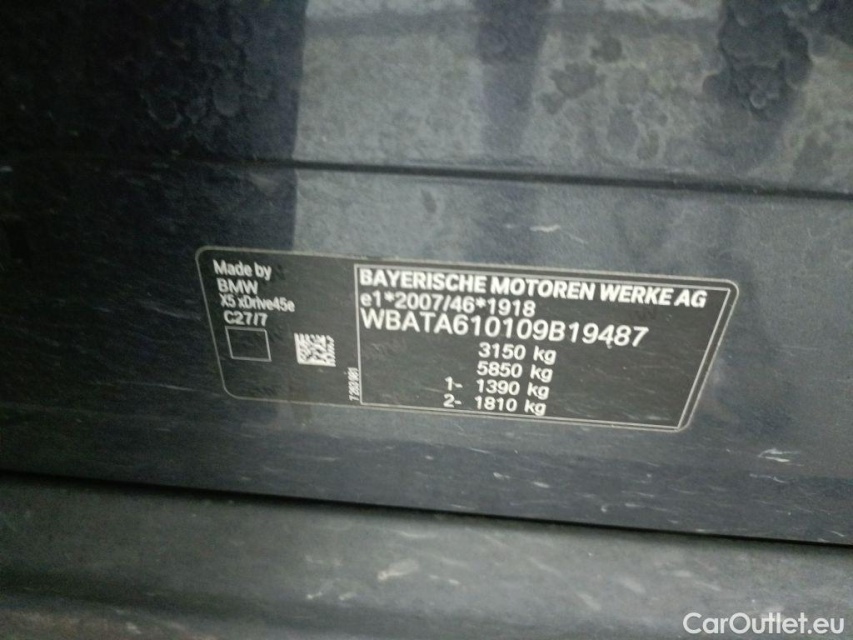 Made by
BMW
X5 xDrive45e
C27/7
BAYERISCHE MOTOREN WERKE AG
e1*2007/46*1918
WBATA610109B19487
3150 kg
5850 kg
1- 1390 kg
2- 1810 kg
CarOutlet.eu